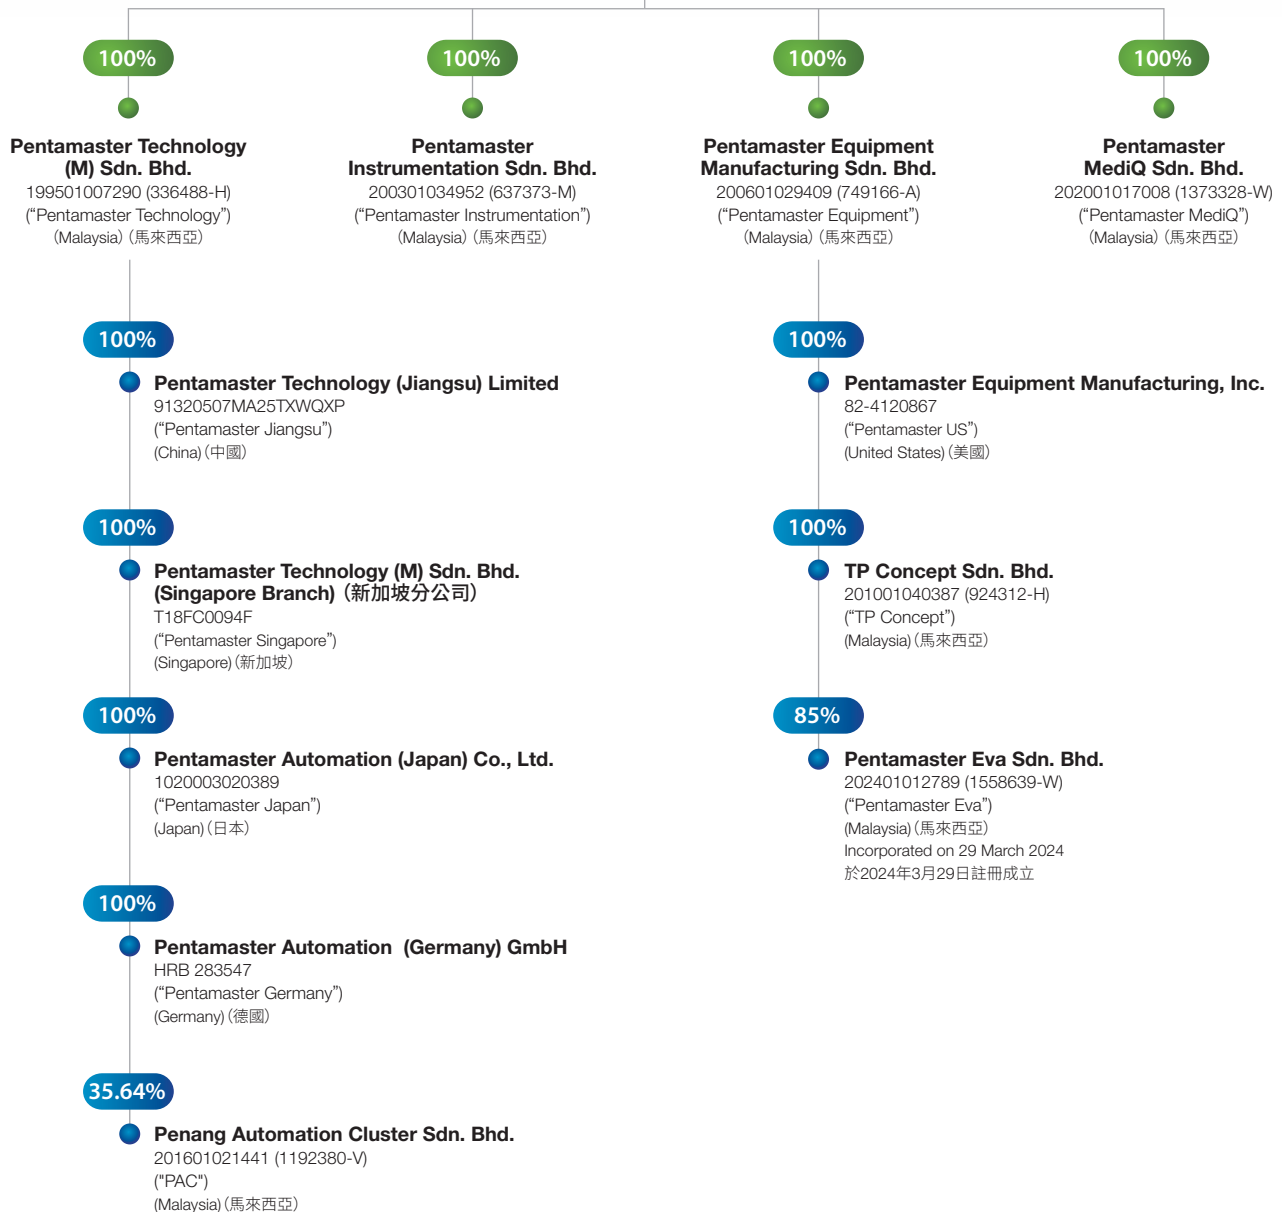 100%
Pentamaster Technology
(M) Sdn. Bhd.
199501007290 (336488-H)
(“Pentamaster Technology”)
(Malaysia)(馬來西亞)
100%
Pentamaster
Instrumentation Sdn. Bhd.
200301034952 (637373-M)
(“Pentamaster Instrumentation”)
(Malaysia)(馬來西亞)
100%
Pentamaster Equipment
Manufacturing Sdn. Bhd.
200601029409 (749166-A)
(“Pentamaster Equipment”)
(Malaysia)(馬來西亞)
100%
Pentamaster
MediQ Sdn. Bhd.
202001017008 (1373328-W)
(“Pentamaster MediQ”)
(Malaysia)(馬來西亞)
100%
Pentamaster Technology (Jiangsu) Limited
91320507MA25TXWQXP
(“Pentamaster Jiangsu”)
(China)(中國)
100%
Pentamaster Technology (M) Sdn. Bhd.
(Singapore Branch)(新加坡分公司)
T18FC0094F
(“Pentamaster Singapore”)
(Singapore)(新加坡)
100%
Pentamaster Automation (Japan) Co., Ltd.
1020003020389
(“Pentamaster Japan”)
(Japan)(日本)
100%
Pentamaster Automation (Germany) GmbH
HRB 283547
(“Pentamaster Germany”)
(Germany)(德國)
35.64%
Penang Automation Cluster Sdn. Bhd.
201601021441 (1192380-V)
("PAC")
(Malaysia)(馬來西亞)
100%
Pentamaster Equipment Manufacturing, Inc.
82-4120867
(“Pentamaster US”)
(United States)(美國)
100%
TP Concept Sdn. Bhd.
201001040387 (924312-H)
(“TP Concept”)
(Malaysia)(馬來西亞)
85%
Pentamaster Eva Sdn. Bhd.
202401012789 (1558639-W)
(“Pentamaster Eva”)
(Malaysia)(馬來西亞)
Incorporated on 29 March 2024
於2024年3月29日註冊成立